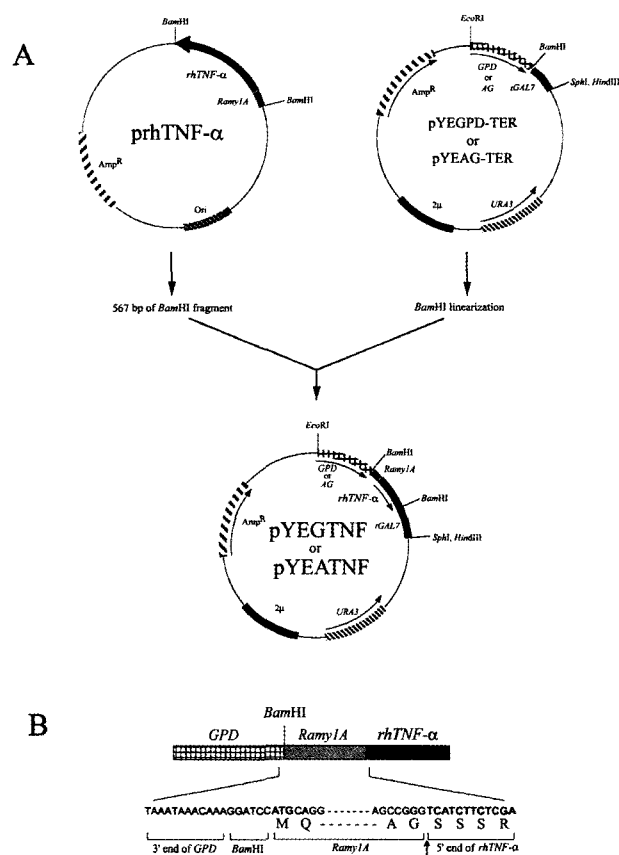 A
BamHI
rhTNF-α
Ramy1A
BamHI
prhTNF-α
AmpR
Ori
EcoRI
BamHI
GPD
or
AG
tGAL7
SphI, HindIII
AmpR
pYEGPD-TER
or
pYEAG-TER
2μ
URA3
567 bp of BamHI fragment
BamHI linearization
EcoRI
BamHI
Ramy1A
GPD
or
AG
rhTNF-α
BamHI
tGAL7
SphI, HindIII
AmpR
pYEGTNF
or
pYEATNF
2μ
URA3
B
BamHI
GPD Ramy1A rhTNF-α
TAAATAAACAAAGGATCCATGCAGG -------- AGCCGGGTCATCTTCTCGA
M Q - - - - - - - A G S S S R
3' end of GPD BamHI Ramy1A 5' end of rhTNF-α